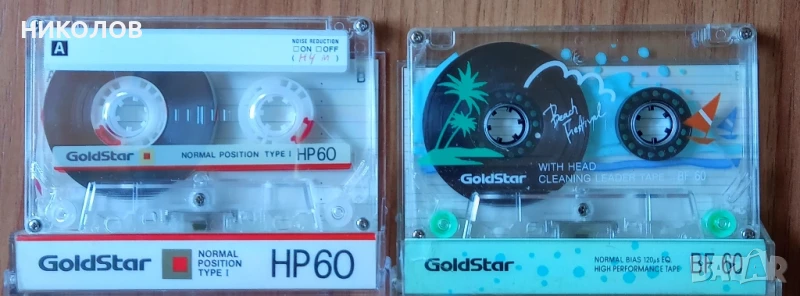 НИКОЛОВ
A
NOISE REDUCTION
□ON □OFF
GoldStar NORMAL POSITION TYPE I HP60
GoldStar NORMAL POSITION TYPE I HP60
Beach Festival
WITH HEAD
GoldStar CLEANING LEADER TAPE BF 60
GoldStar NORMAL BIAS 120µs EQ
HIGH PERFORMANCE TAPE BF 60